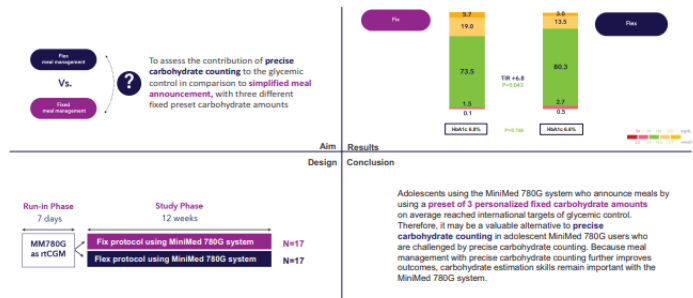 Flex
meal management
Vs.
Fixed
meal management
?
To assess the contribution of precise
carbohydrate counting to the glycemic
control in comparison to simplified meal
announcement, with three different
fixed preset carbohydrate amounts
Aim
Fix
5.7
19.0
73.5
1.5
0.1
HbA1c 6.8%
TIR +6.8
P=0.043
3.0
13.5
80.3
2.7
0.5
HbA1c 6.6%
Flex
Results
Design
Run-in Phase
7 days
Study Phase
12 weeks
MM780G
as rtCGM
Fix protocol using MiniMed 780G system
N=17
Flex protocol using MiniMed 780G system
N=17
Conclusion
Adolescents using the MiniMed 780G system who announce meals by
using a preset of 3 personalized fixed carbohydrate amounts
on average reached international targets of glycemic control.
Therefore, it may be a valuable alternative to precise
carbohydrate counting in adolescent MiniMed 780G users who
are challenged by precise carbohydrate counting. Because meal
management with precise carbohydrate counting further improves
outcomes, carbohydrate estimation skills remain important with the
MiniMed 780G system.